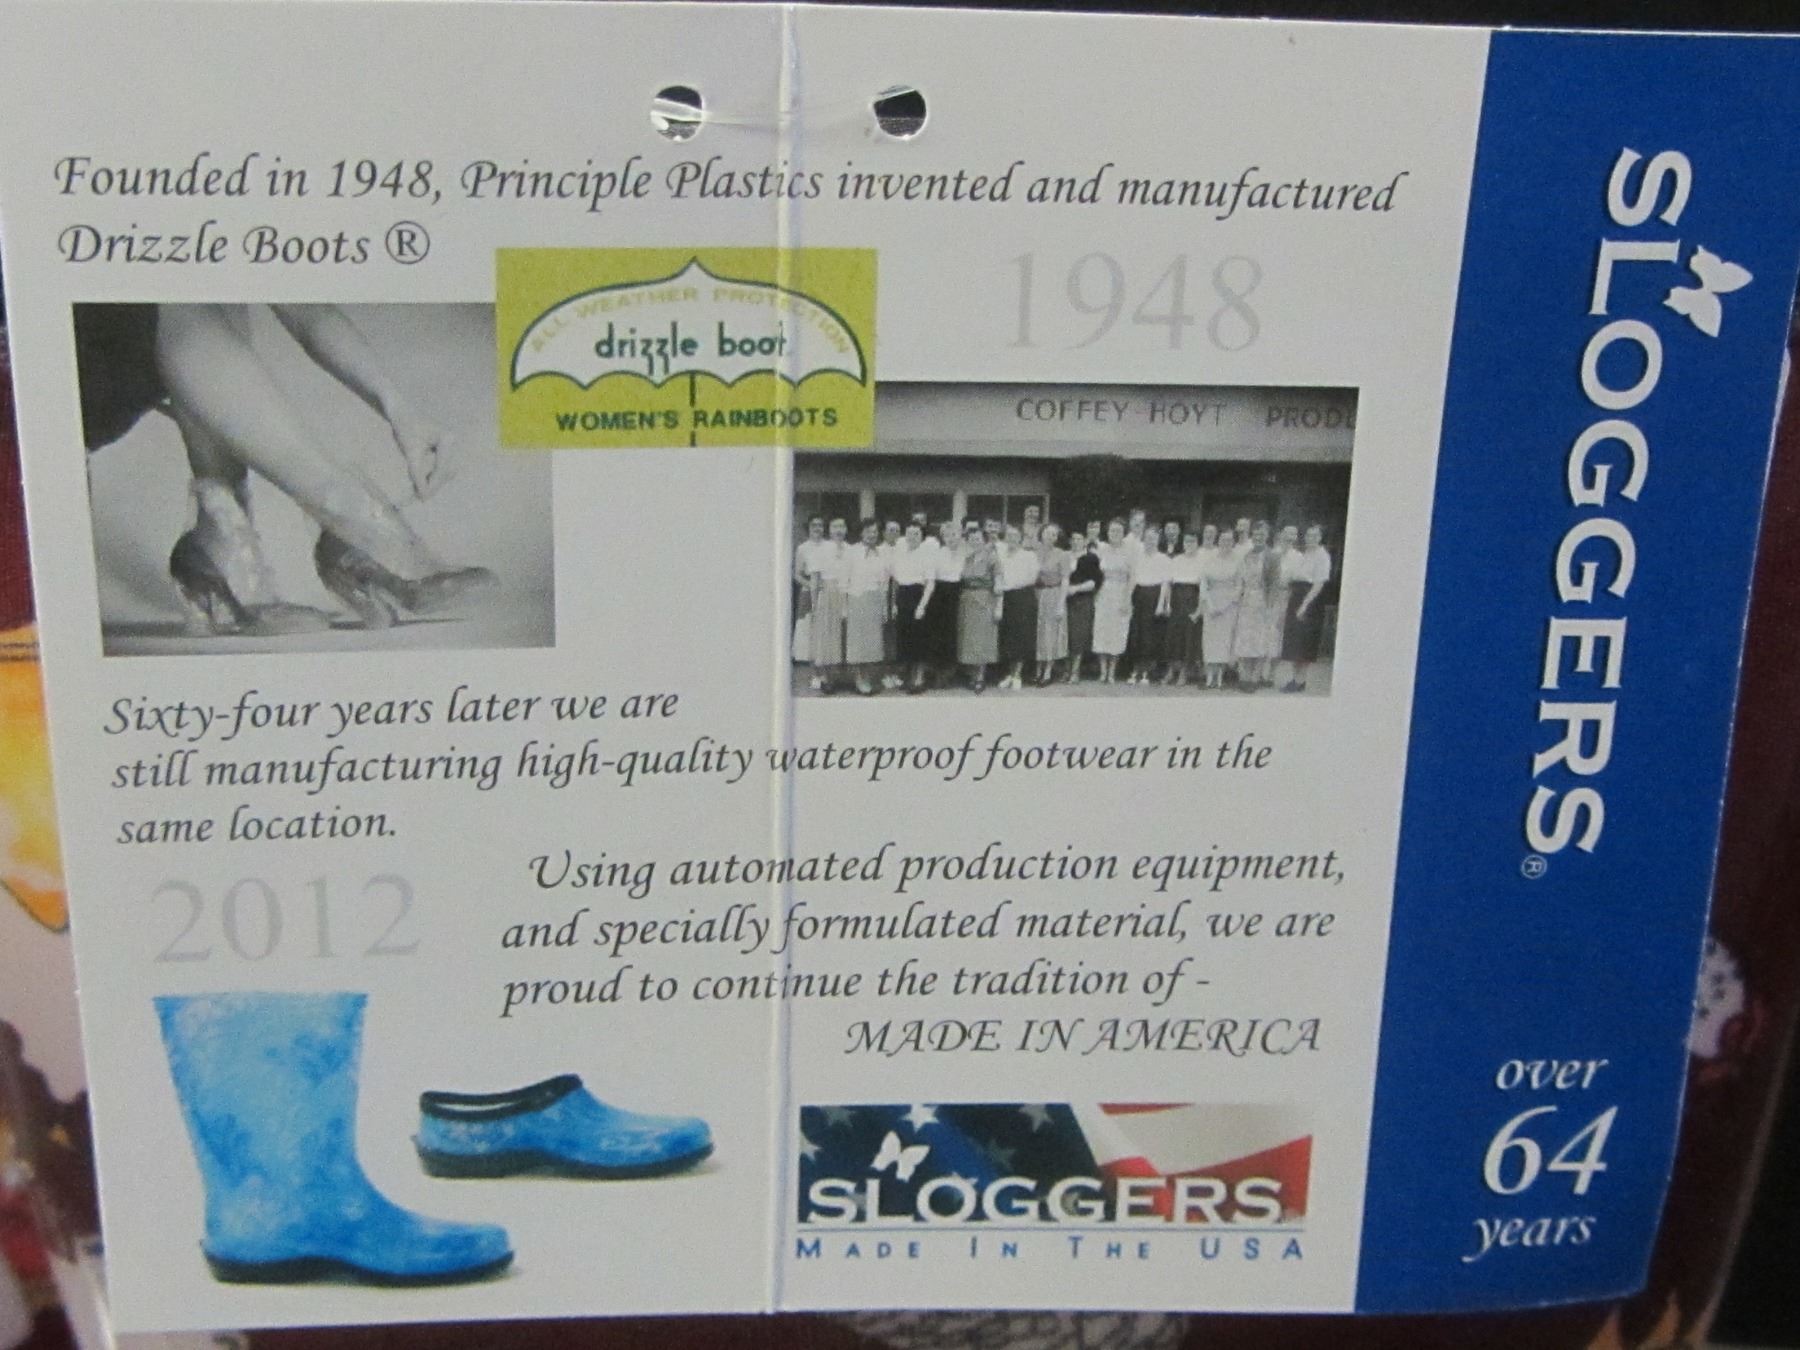 Founded in 1948, Principle Plastics invented and manufactured
Drizzle Boots ®
ALL WEATHER PROTECTION
drizzle boot
WOMEN'S RAINBOOTS
1948
COFFEY HOYT PRODU
Sixty-four years later we are
still manufacturing high-quality waterproof footwear in the
same location.
2012
Using automated production equipment,
and specially formulated material, we are
proud to continue the tradition of -
MADE IN AMERICA
SLOGGERS
MADE IN THE USA
SLOGGERS®
over
64
years